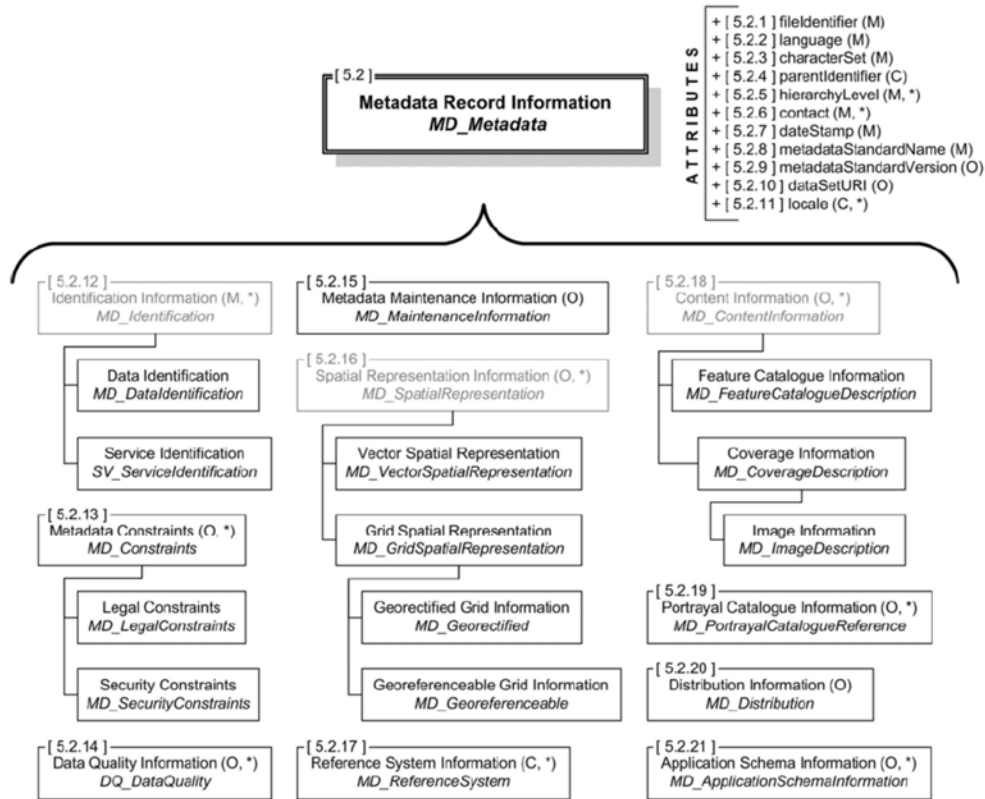 [ 5.2 ]
Metadata Record Information
MD_Metadata
ATTRIBUTES
+ [ 5.2.1 ] fileIdentifier (M)
+ [ 5.2.2 ] language (M)
+ [ 5.2.3 ] characterSet (M)
+ [ 5.2.4 ] parentIdentifier (C)
+ [ 5.2.5 ] hierarchyLevel (M, *)
+ [ 5.2.6 ] contact (M, *)
+ [ 5.2.7 ] dateStamp (M)
+ [ 5.2.8 ] metadataStandardName (M)
+ [ 5.2.9 ] metadataStandardVersion (O)
+ [ 5.2.10 ] dataSetURI (O)
+ [ 5.2.11 ] locale (C, *)
[ 5.2.12 ]
Identification Information (M, *)
MD_Identification
Data Identification
MD_DataIdentification
Service Identification
SV_ServiceIdentification
[ 5.2.13 ]
Metadata Constraints (O, *)
MD_Constraints
Legal Constraints
MD_LegalConstraints
Security Constraints
MD_SecurityConstraints
[ 5.2.14 ]
Data Quality Information (O, *)
DQ_DataQuality
[ 5.2.15 ]
Metadata Maintenance Information (O)
MD_MaintenanceInformation
[ 5.2.16 ]
Spatial Representation Information (O, *)
MD_SpatialRepresentation
Vector Spatial Representation
MD_VectorSpatialRepresentation
Grid Spatial Representation
MD_GridSpatialRepresentation
Georectified Grid Information
MD_Georectified
Georeferenceable Grid Information
MD_Georeferenceable
[ 5.2.17 ]
Reference System Information (C, *)
MD_ReferenceSystem
[ 5.2.18 ]
Content Information (O, *)
MD_ContentInformation
Feature Catalogue Information
MD_FeatureCatalogueDescription
Coverage Information
MD_CoverageDescription
Image Information
MD_ImageDescription
[ 5.2.19 ]
Portrayal Catalogue Information (O, *)
MD_PortrayalCatalogueReference
[ 5.2.20 ]
Distribution Information (O)
MD_Distribution
[ 5.2.21 ]
Application Schema Information (O, *)
MD_ApplicationSchemaInformation